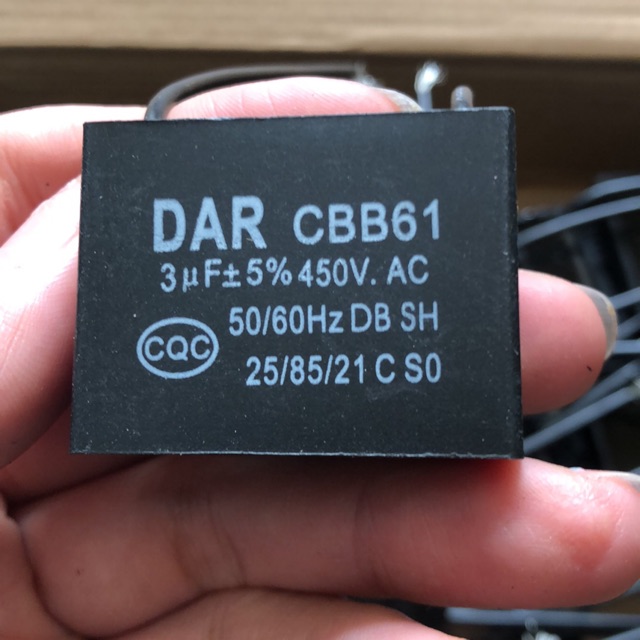 DAR CBB61
3μF±5% 450V. AC
50/60Hz DB SH
CQC
25/85/21 C S0